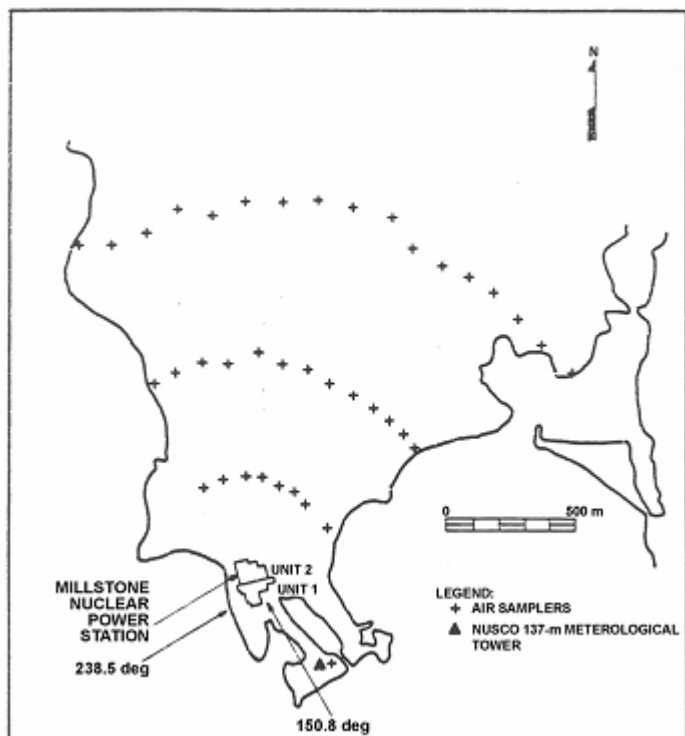 N
0 500 m
UNIT 2
UNIT 1
MILLSTONE
NUCLEAR
POWER
STATION
238.5 deg
150.8 deg
LEGEND:
+ AIR SAMPLERS
▲ NUSCO 137-m METEROLOGICAL
TOWER